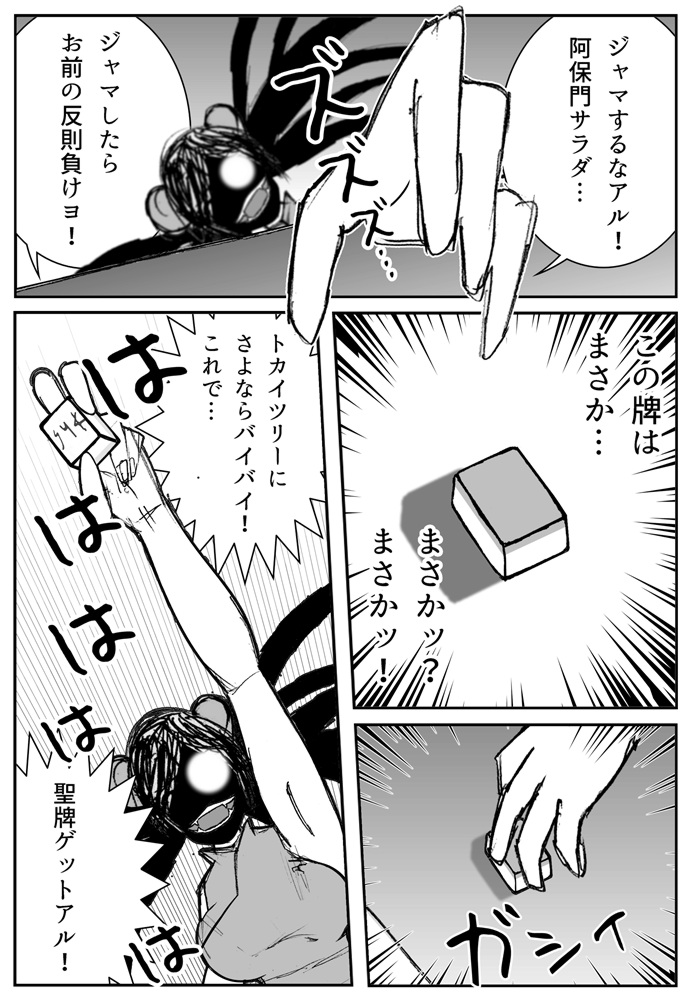 ジャマするなアル！
阿保門サラダ…
ズズズズ…
ジャマしたら
お前の反則負けョ！
この牌は
まさか…
まさかッ？
まさかッ！
ガシィ
トカイツリーに
さよならバイバイ！
これで…
は
は
は
は
は
聖牌ゲットアル！